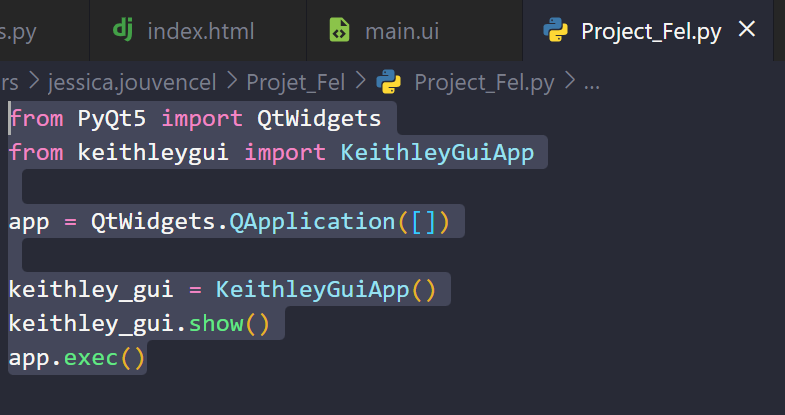 s.py
dj index.html
main.ui
Project_Fel.py
rs > jessica.jouvencel > Projet_Fel > Project_Fel.py > ...
from PyQt5 import QtWidgets
from keithleygui import KeithleyGuiApp
app = QtWidgets.QApplication([])
keithley_gui = KeithleyGuiApp()
keithley_gui.show()
app.exec()